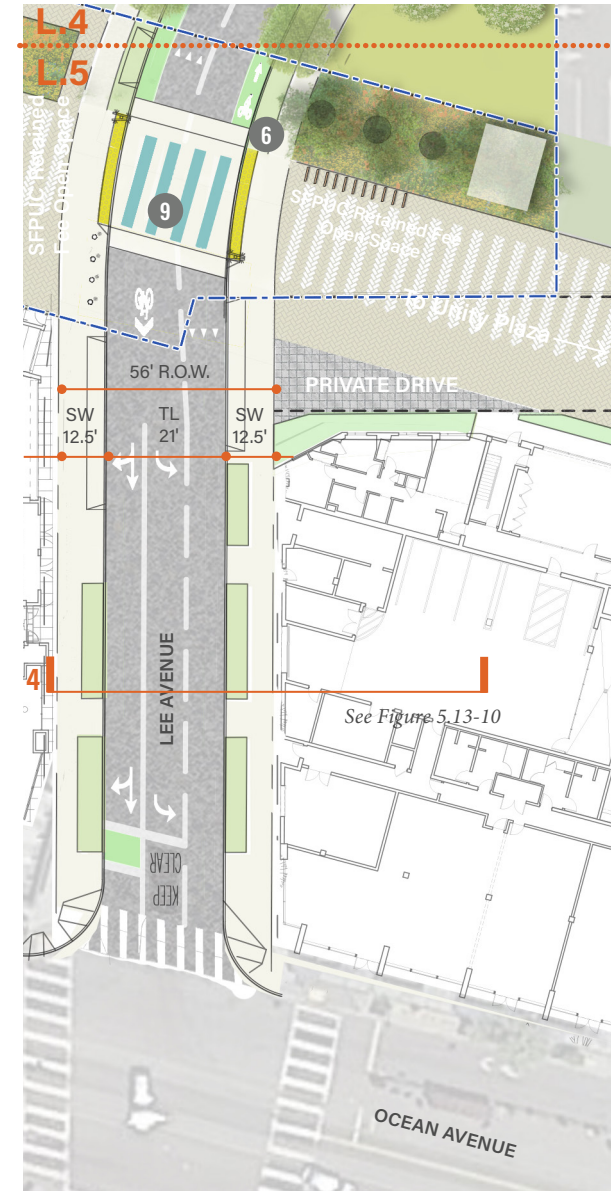 L.4
L.5
SFPUC Retained
Fee Open Space
6
9
SFPUC Retained Fee
Open Space
To Unity Plaza
56' R.O.W.
PRIVATE DRIVE
SW
12.5'
TL
21'
SW
12.5'
LEE AVENUE
4
See Figure 5.13-10
CLEAR
KEEP
OCEAN AVENUE